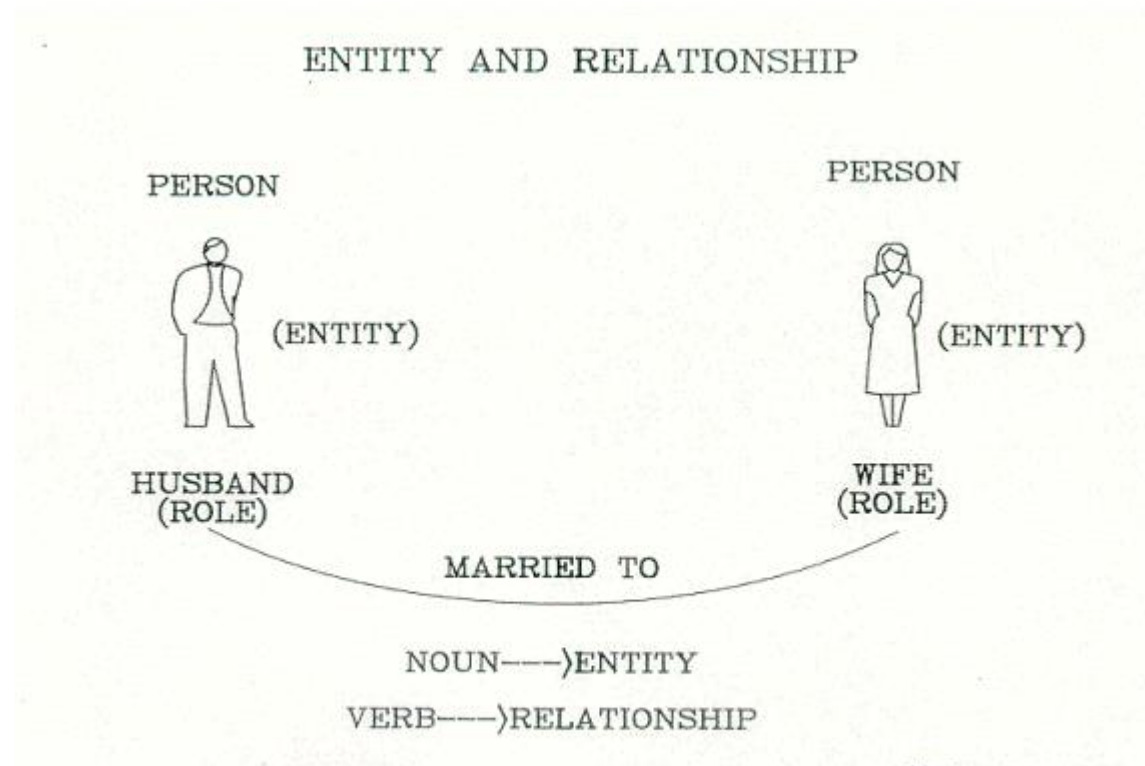 ENTITY AND RELATIONSHIP
PERSON
PERSON
(ENTITY)
(ENTITY)
HUSBAND
(ROLE)
WIFE
(ROLE)
MARRIED TO
NOUN--->ENTITY
VERB--->RELATIONSHIP